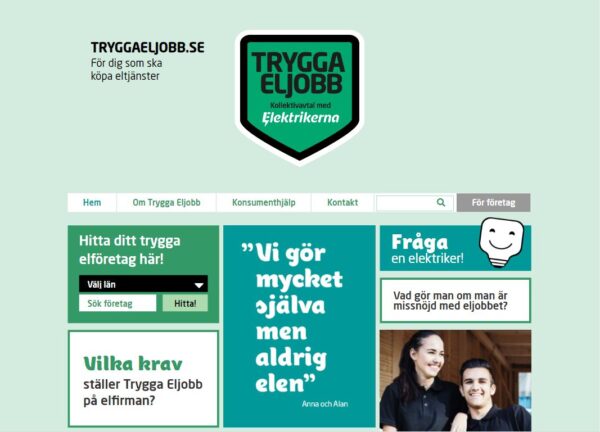 TRYGGAELJOBB.SE
För dig som ska
köpa eltjänster
TRYGGA
ELJOBB
Kollektivavtal med
Elektrikerna
Hem
Om Trygga Eljobb
Konsumenthjälp
Kontakt
För företag
Hitta ditt trygga
elföretag här!
Välj län
Sök företag
Hitta!
Vilka krav
ställer Trygga Eljobb
på elfirman?
”Vi gör
mycket
själva
men
aldrig
elen”
Anna och Alan
Fråga
en elektriker!
Vad gör man om man är
missnöjd med eljobbet?